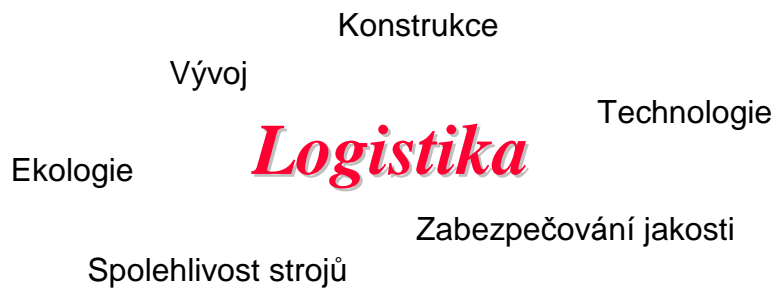 Konstrukce
Vývoj
Technologie
Logistika
Ekologie
Zabezpečování jakosti
Spolehlivost strojů